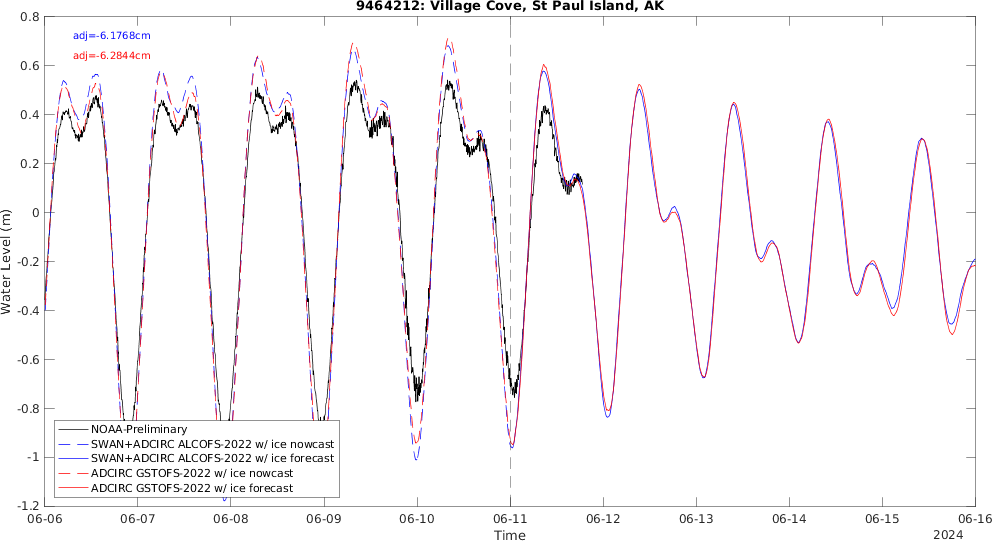 9464212: Village Cove, St Paul Island, AK
adj=-6.1768cm
adj=-6.2844cm
0.8
0.6
0.4
0.2
0
-0.2
-0.4
-0.6
-0.8
-1
-1.2
Water Level (m)
NOAA-Preliminary
SWAN+ADCIRC ALCOFS-2022 w/ ice nowcast
SWAN+ADCIRC ALCOFS-2022 w/ ice forecast
ADCIRC GSTOFS-2022 w/ ice nowcast
ADCIRC GSTOFS-2022 w/ ice forecast
06-06 06-07 06-08 06-09 06-10 06-11 06-12 06-13 06-14 06-15 06-16
Time
2024